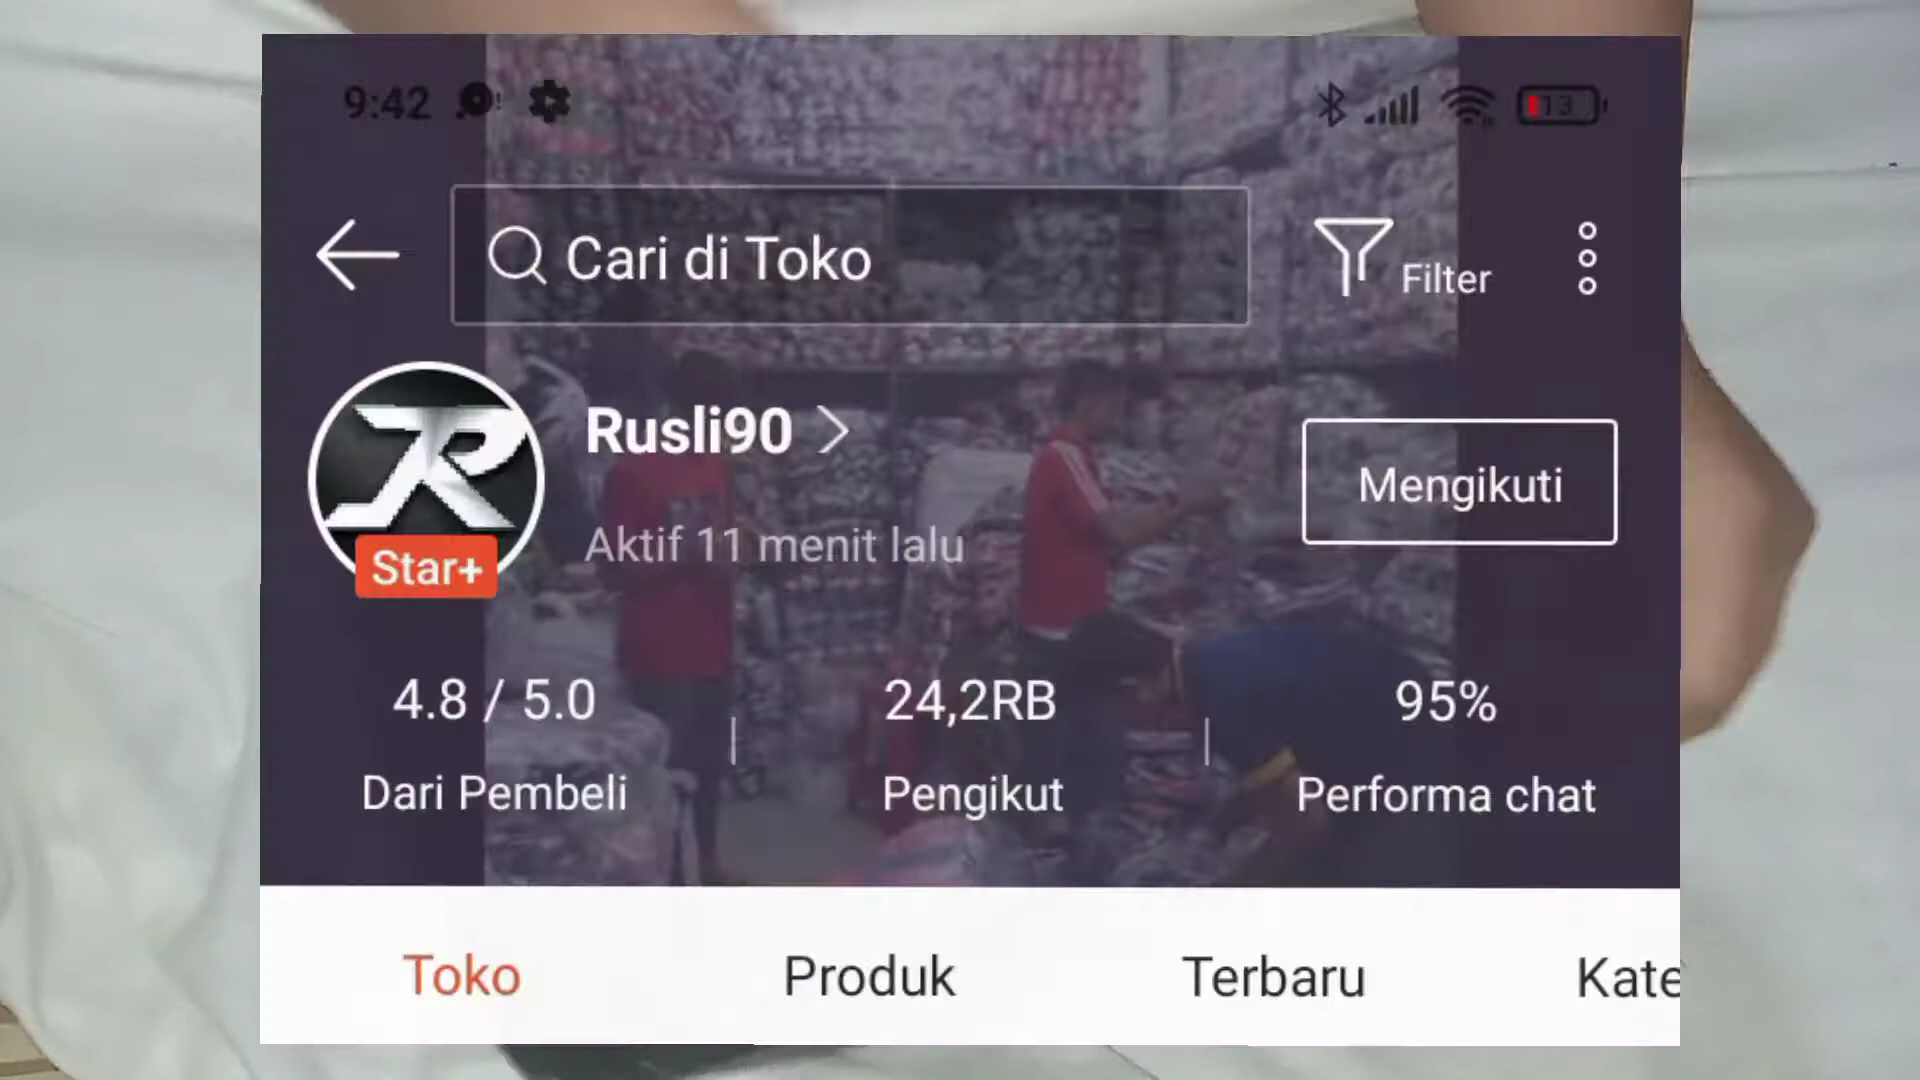 9:42
13
Cari di Toko
Filter
Rusli90
Aktif 11 menit lalu
Mengikuti
Star+
4.8 / 5.0
24,2RB
95%
Dari Pembeli
Pengikut
Performa chat
Toko
Produk
Terbaru
Kate